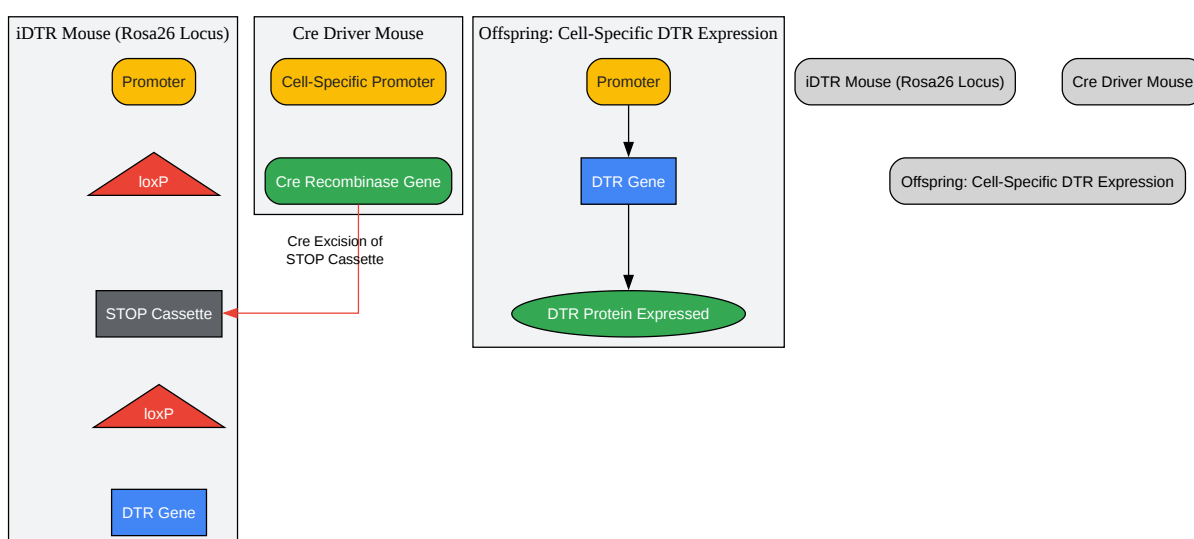 iDTR Mouse (Rosa26 Locus)
Promoter
loxP
STOP Cassette
loxP
DTR Gene
Cre Driver Mouse
Cell-Specific Promoter
Cre Recombinase Gene
Cre Excision of
STOP Cassette
Offspring: Cell-Specific DTR Expression
Promoter
DTR Gene
DTR Protein Expressed
iDTR Mouse (Rosa26 Locus)
Cre Driver Mouse
Offspring: Cell-Specific DTR Expression